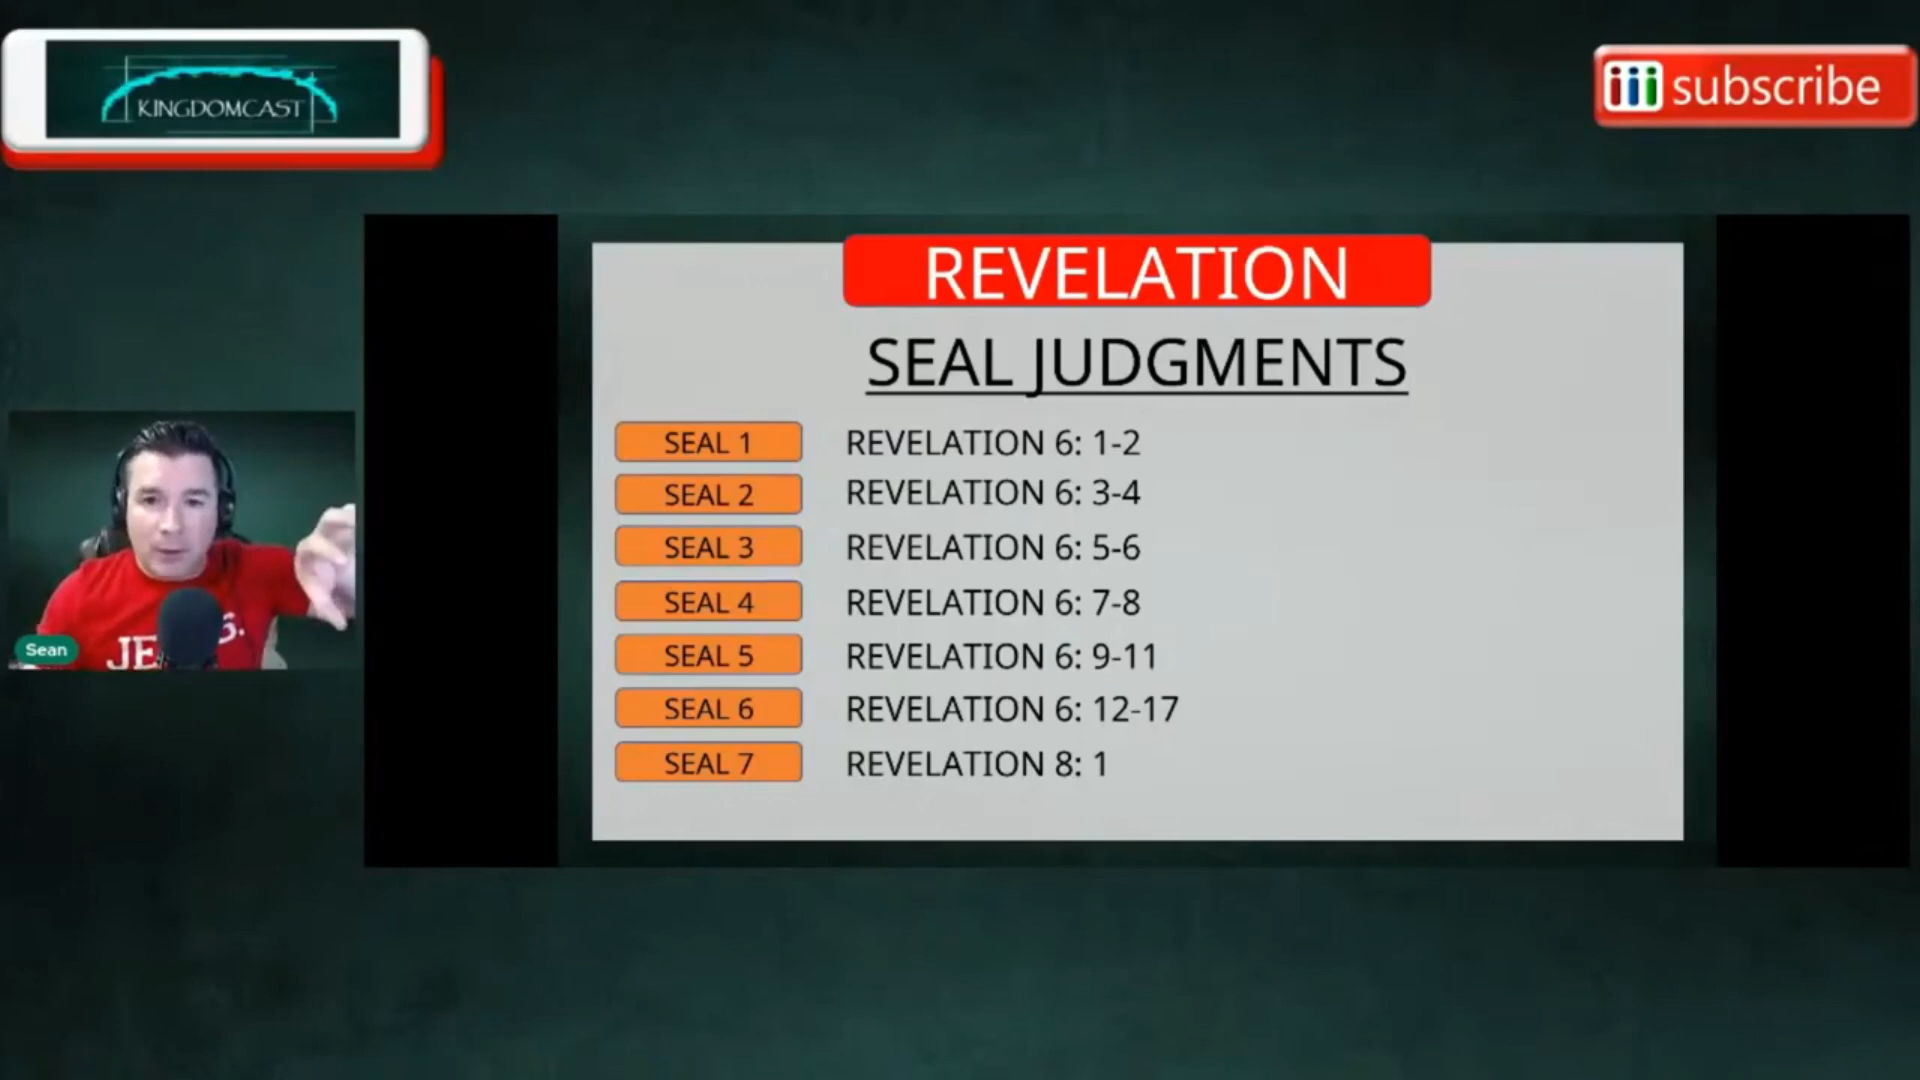 KINGDOMCAST
subscribe
REVELATION
SEAL JUDGMENTS
SEAL 1 REVELATION 6: 1-2
SEAL 2 REVELATION 6: 3-4
SEAL 3 REVELATION 6: 5-6
SEAL 4 REVELATION 6: 7-8
SEAL 5 REVELATION 6: 9-11
SEAL 6 REVELATION 6: 12-17
SEAL 7 REVELATION 8: 1
Sean